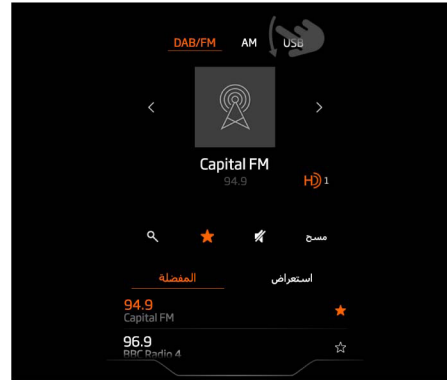 DAB/FM AM USB
Capital FM
94.9
HD 1
مسح
المفضلة استعراض
94.9
Capital FM
96.9
BBC Radio 4